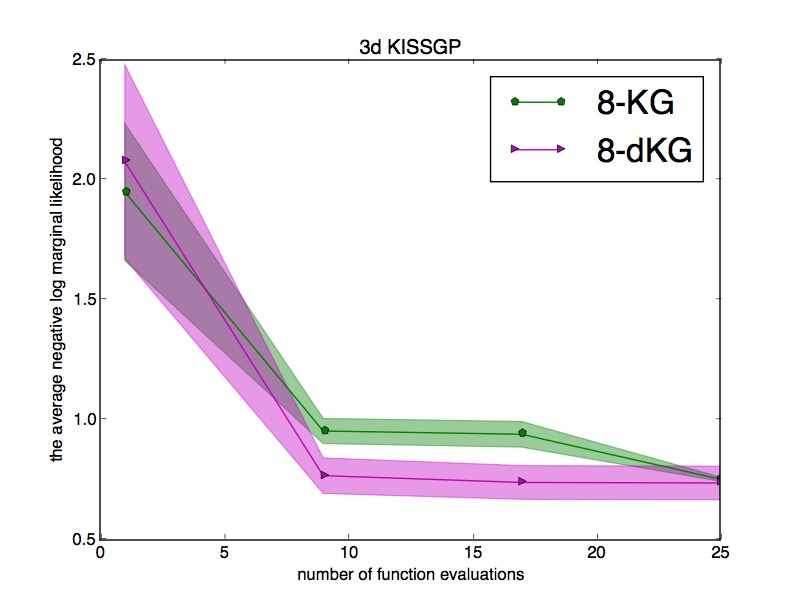 3d KISSGP
8-KG
8-dKG
the average negative log marginal likelihood
2.5
2.0
1.5
1.0
0.5
0 5 10 15 20 25
number of function evaluations